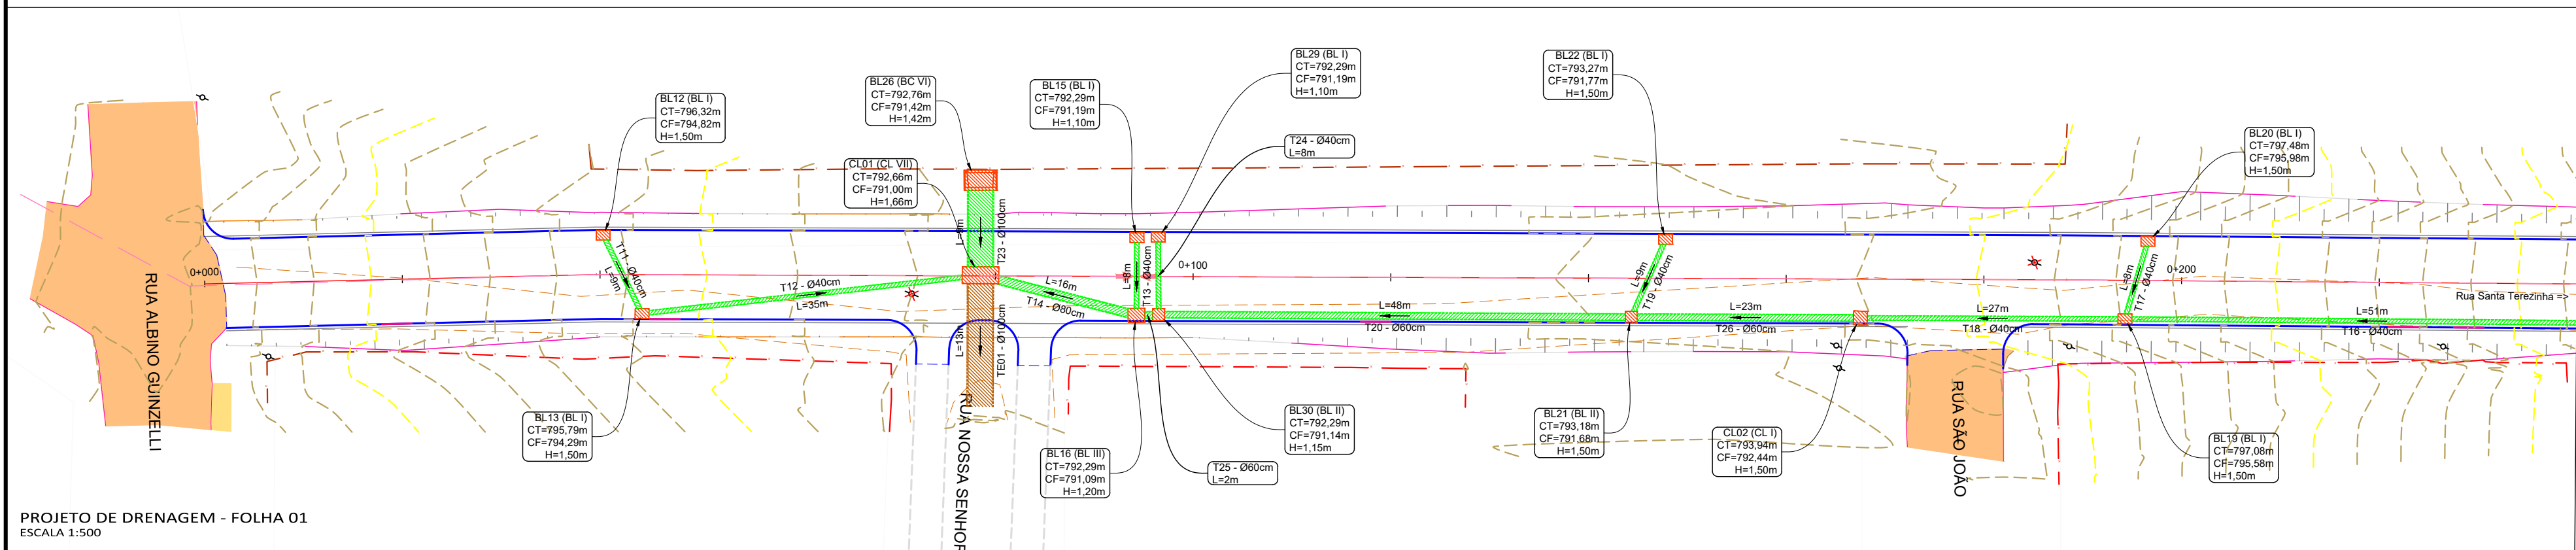 BL12 (BL I)
CT=796,32m
CF=794,82m
H=1,50m
BL26 (BC VI)
CT=792,76m
CF=791,42m
H=1,42m
CL01 (CL VII)
CT=792,66m
CF=791,00m
H=1,66m
BL15 (BL I)
CT=792,29m
CF=791,19m
H=1,10m
BL29 (BL I)
CT=792,29m
CF=791,19m
H=1,10m
T24 - Ø40cm
L=8m
BL22 (BL I)
CT=793,27m
CF=791,77m
H=1,50m
BL20 (BL I)
CT=797,48m
CF=795,98m
H=1,50m
RUA ALBINO GUINZELLI
0+000
T11 - Ø40cm
L=9m
T12 - Ø40cm
L=35m
L=9m
T23 - Ø100cm
L=13m
TE01 - Ø100cm
L=16m
T14 - Ø80cm
L=8m
T13 - Ø40cm
0+100
L=48m
T20 - Ø60cm
L=9m
T19 - Ø40cm
L=23m
T26 - Ø60cm
L=27m
T18 - Ø40cm
L=8m
T17 - Ø40cm
0+200
Rua Santa Terezinha =>
L=51m
T16 - Ø40cm
BL13 (BL I)
CT=795,79m
CF=794,29m
H=1,50m
RUA NOSSA SENHOR
BL16 (BL III)
CT=792,29m
CF=791,09m
H=1,20m
T25 - Ø60cm
L=2m
BL30 (BL II)
CT=792,29m
CF=791,14m
H=1,15m
BL21 (BL II)
CT=793,18m
CF=791,68m
H=1,50m
CL02 (CL I)
CT=793,94m
CF=792,44m
H=1,50m
RUA SÃO JOÃO
BL19 (BL I)
CT=797,08m
CF=795,58m
H=1,50m
PROJETO DE DRENAGEM - FOLHA 01
ESCALA 1:500